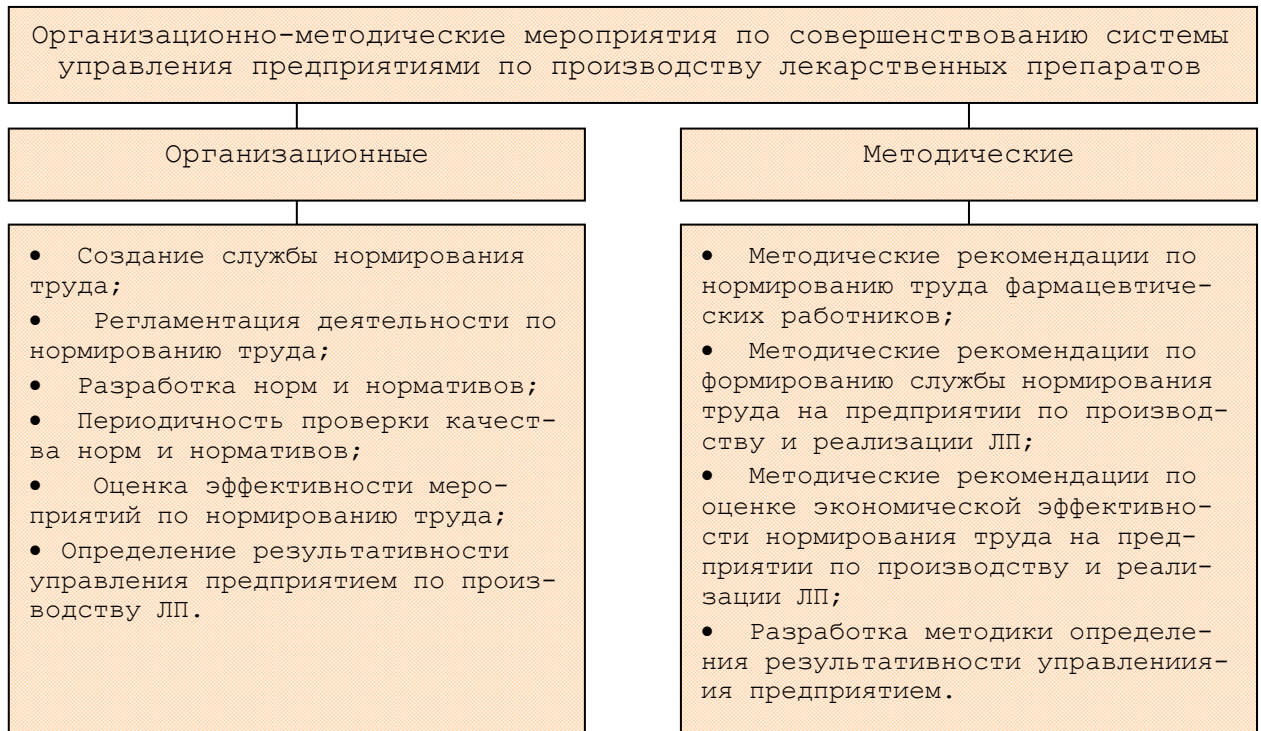 Организационно-методические мероприятия по совершенствованию системы
управления предприятиями по производству лекарственных препаратов
Организационные
Методические
• Создание службы нормирования
труда;
• Регламентация деятельности по
нормированию труда;
• Разработка норм и нормативов;
• Периодичность проверки качест-
ва норм и нормативов;
• Оценка эффективности меро-
приятий по нормированию труда;
• Определение результативности
управления предприятием по произ-
водству ЛП.
• Методические рекомендации по
нормированию труда фармацевтиче-
ских работников;
• Методические рекомендации по
формированию службы нормирования
труда на предприятии по производ-
ству и реализации ЛП;
• Методические рекомендации по
оценке экономической эффективно-
сти нормирования труда на пред-
приятии по производству и реали-
зации ЛП;
• Разработка методики определе-
ния результативности управленииия-
ия предприятием.